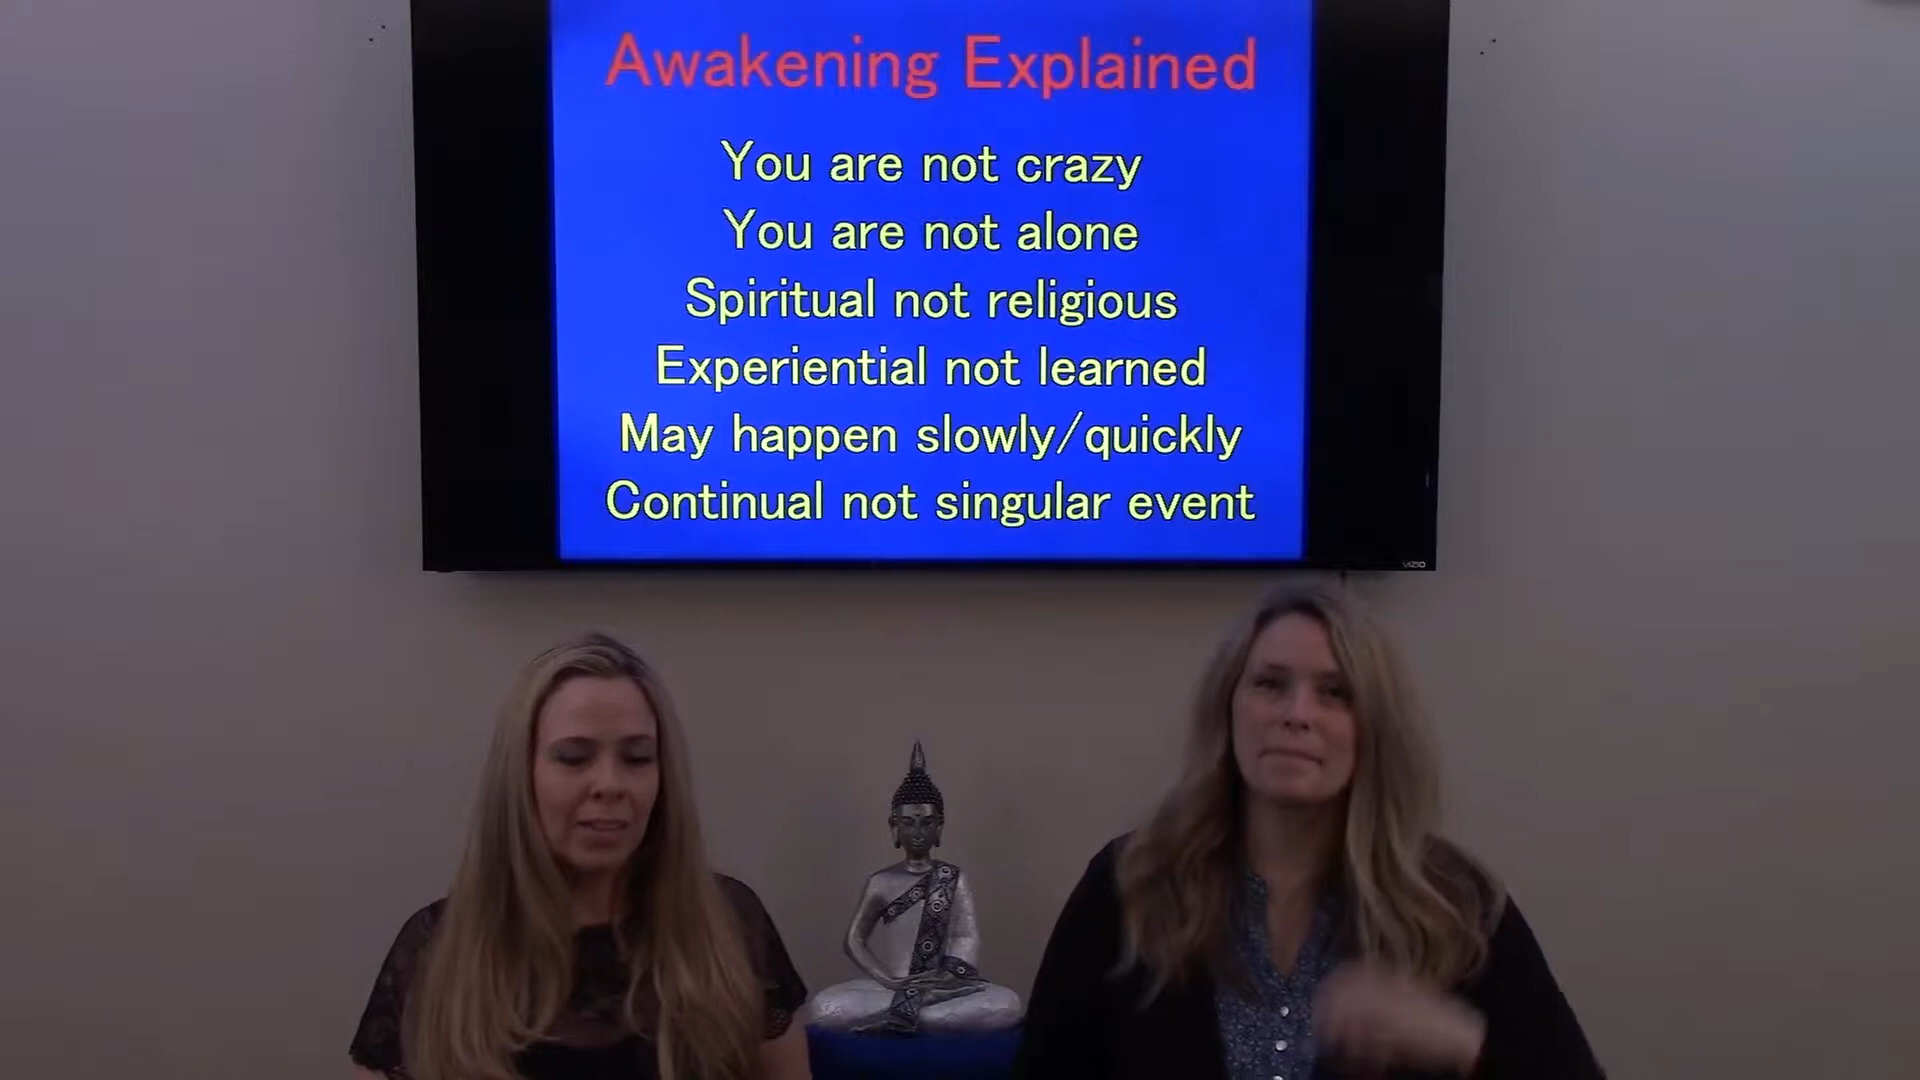 Awakening Explained
You are not crazy
You are not alone
Spiritual not religious
Experiential not learned
May happen slowly/quickly
Continual not singular event
VIZIO